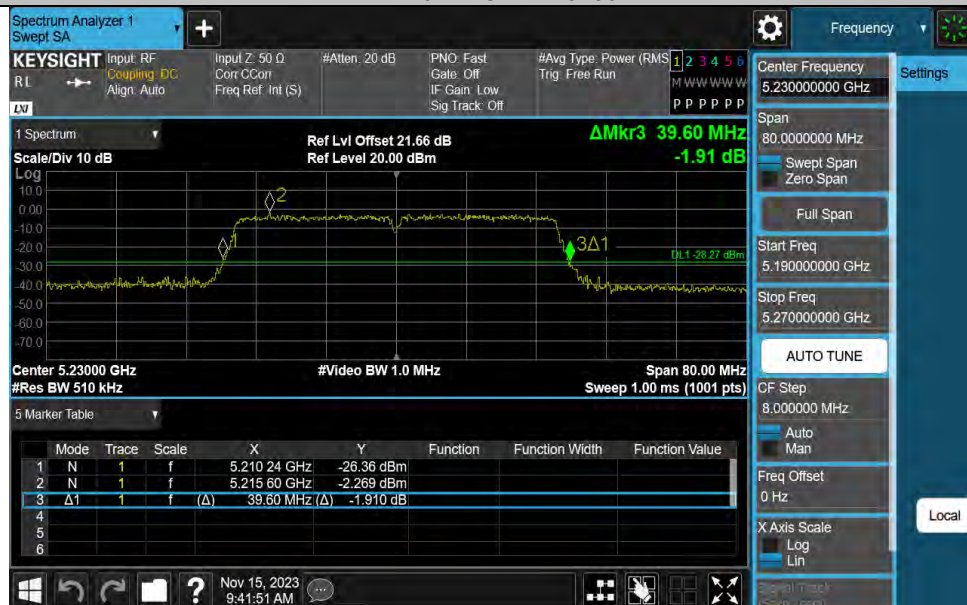 Spectrum Analyzer 1
Swept SA
+
Frequency
KEYSIGHT
RL
LXI
Input: RF
Coupling: DC
Align: Auto
Input Z: 50 Ω
Corr CCorr
Freq Ref: Int (S)
#Atten: 20 dB
PNO: Fast
Gate: Off
IF Gain: Low
Sig Track: Off
#Avg Type: Power (RMS
Trig: Free Run
1 2 3 4 5 6
M W W W W W
P P P P P P
1 Spectrum
Scale/Div 10 dB
Ref Lvl Offset 21.66 dB
Ref Level 20.00 dBm
ΔMkr3 39.60 MHz
-1.91 dB
Log
10.0
0.00
-10.0
-20.0
-30.0
-40.0
-50.0
-60.0
-70.0
2
1
3Δ1
DL1 -28.27 dBm
Center 5.23000 GHz
#Res BW 510 kHz
#Video BW 1.0 MHz
Span 80.00 MHz
Sweep 1.00 ms (1001 pts)
5 Marker Table
Mode Trace Scale X Y Function Function Width Function Value
1 N 1 f 5.210 24 GHz -26.36 dBm
2 N 1 f 5.215 60 GHz -2.269 dBm
3 Δ1 1 f (Δ) 39.60 MHz (Δ) -1.910 dB
4
5
6
?
Nov 15, 2023
9:41:51 AM
Center Frequency
5.230000000 GHz
Settings
Span
80.0000000 MHz
Swept Span
Zero Span
Full Span
Start Freq
5.190000000 GHz
Stop Freq
5.270000000 GHz
AUTO TUNE
CF Step
8.000000 MHz
Auto
Man
Freq Offset
0 Hz
Local
X Axis Scale
Log
Lin
Signal Track